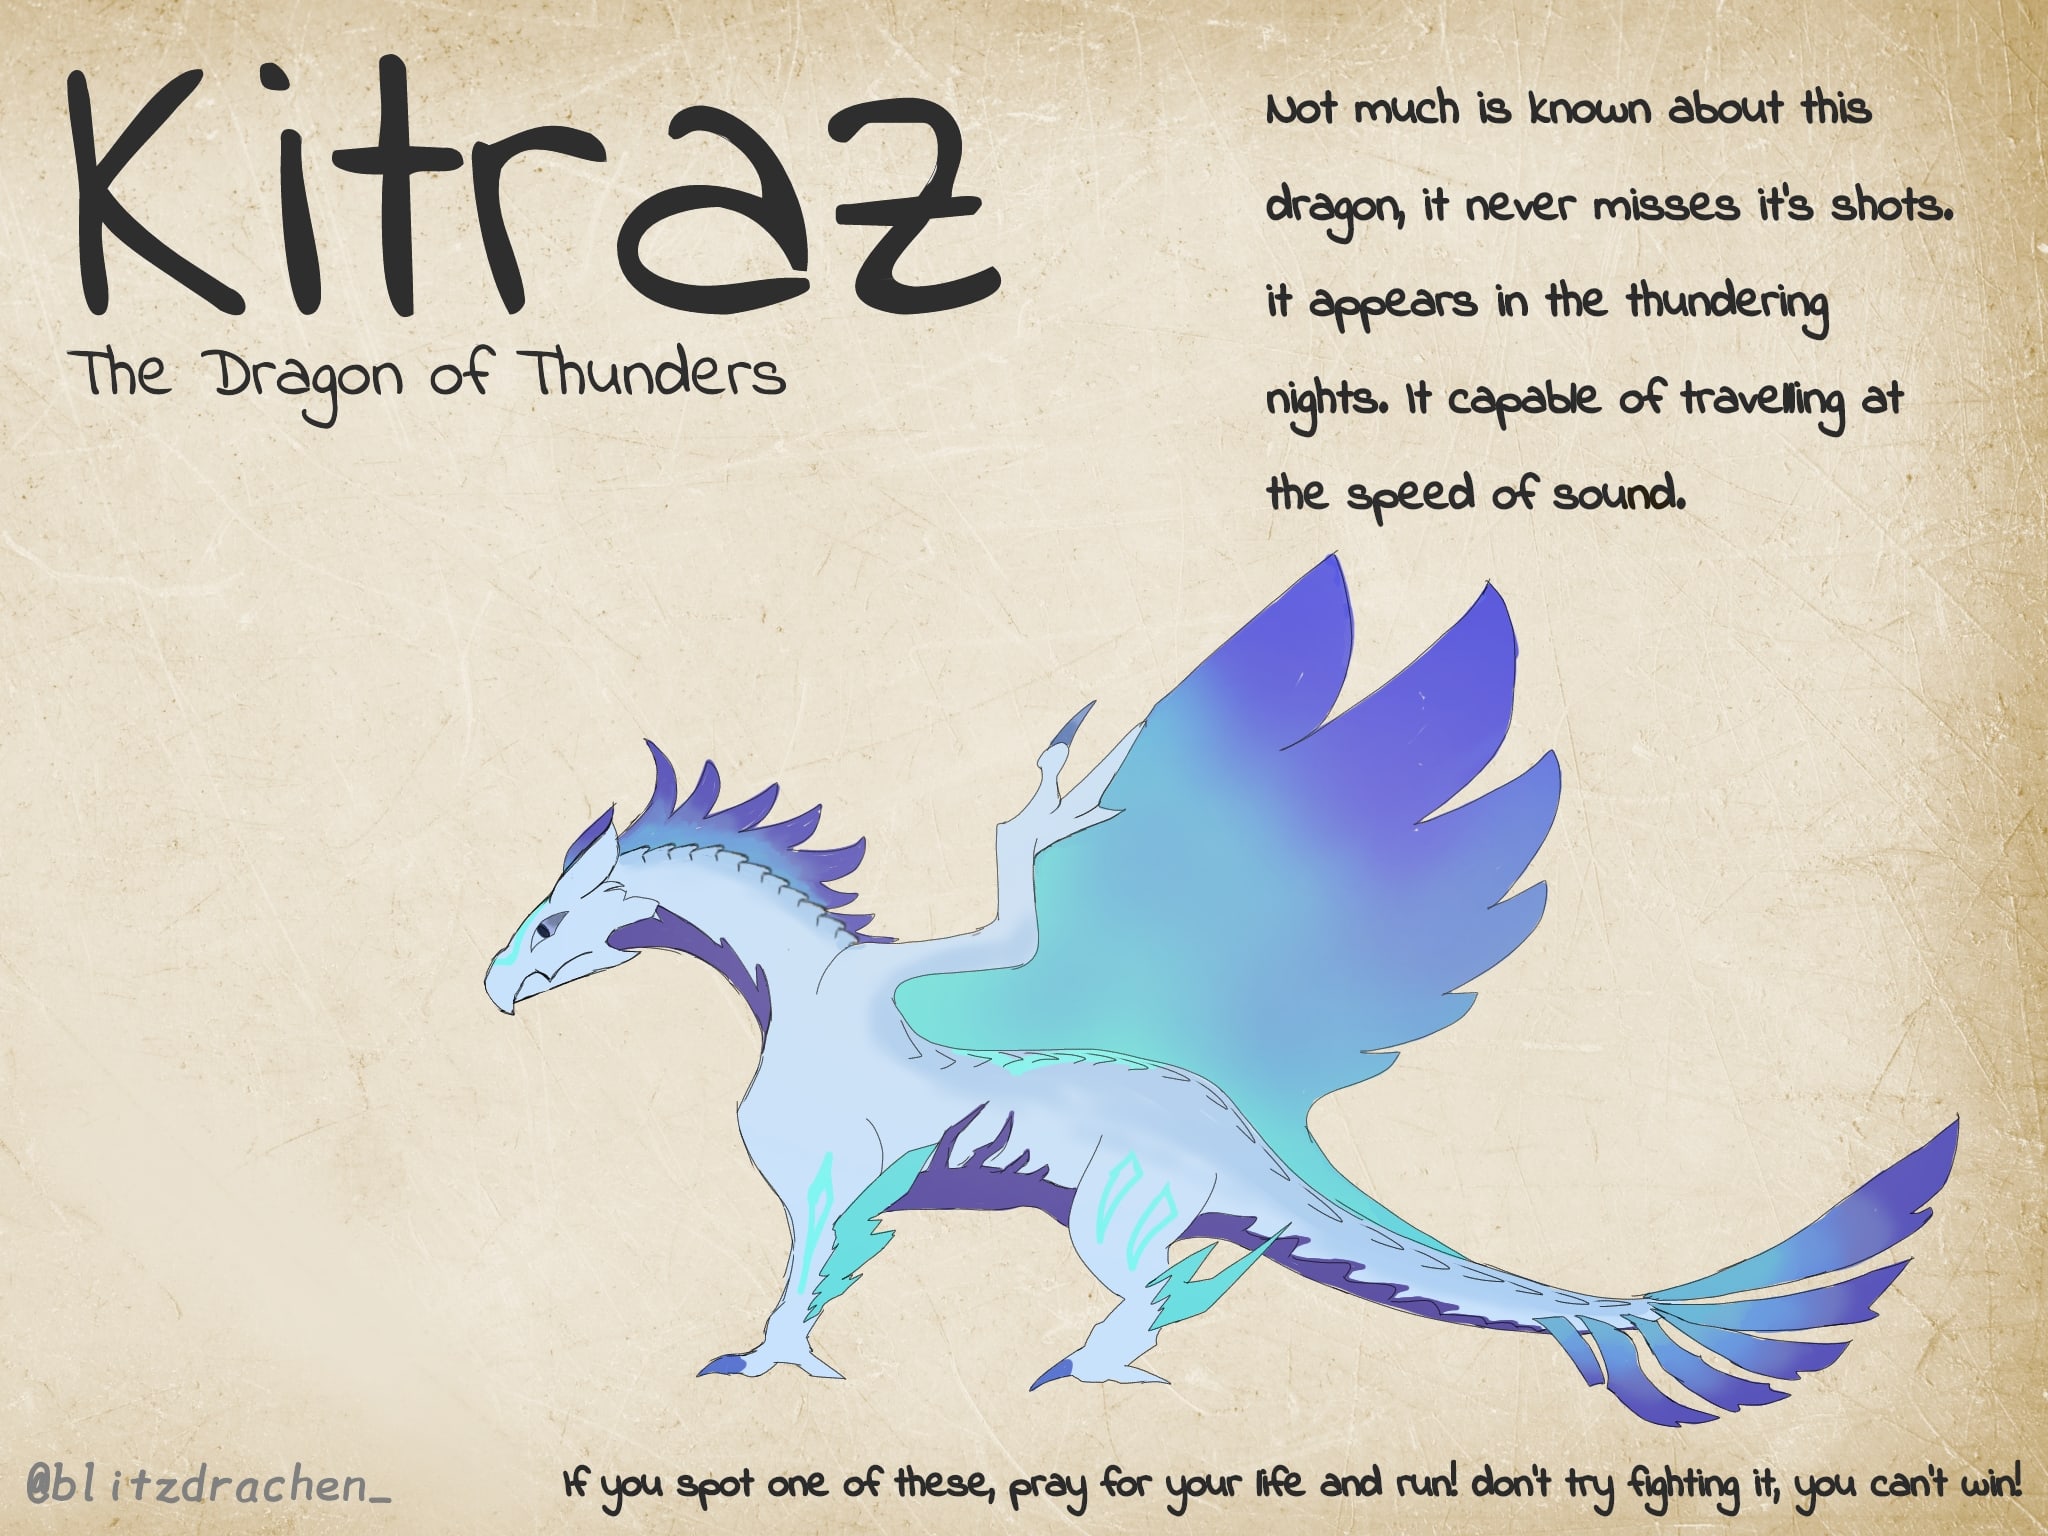 Kitraz
The Dragon of Thunders
Not much is known about this
dragon, it never misses it's shots.
it appears in the thundering
nights. It capable of travelling at
the speed of sound.
@blitzdrachen_
If you spot one of these, pray for your life and run! don't try fighting it, you can't win!